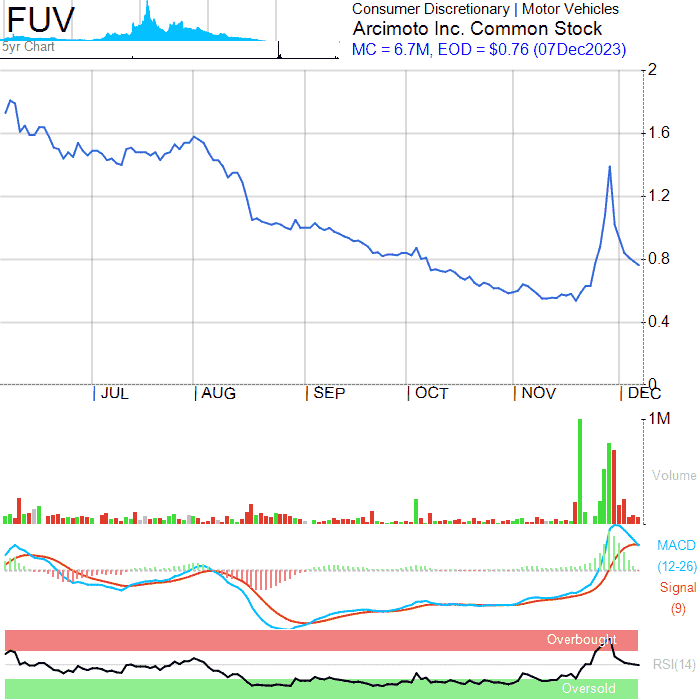 FUV
5yr Chart
Consumer Discretionary | Motor Vehicles
Arcimoto Inc. Common Stock
MC = 6.7M, EOD = $0.76 (07Dec2023)
2
1.6
1.2
0.8
0.4
0
JUL AUG SEP OCT NOV DEC
1M
Volume
MACD
(12-26)
Signal
(9)
Overbought
RSI(14)
Oversold